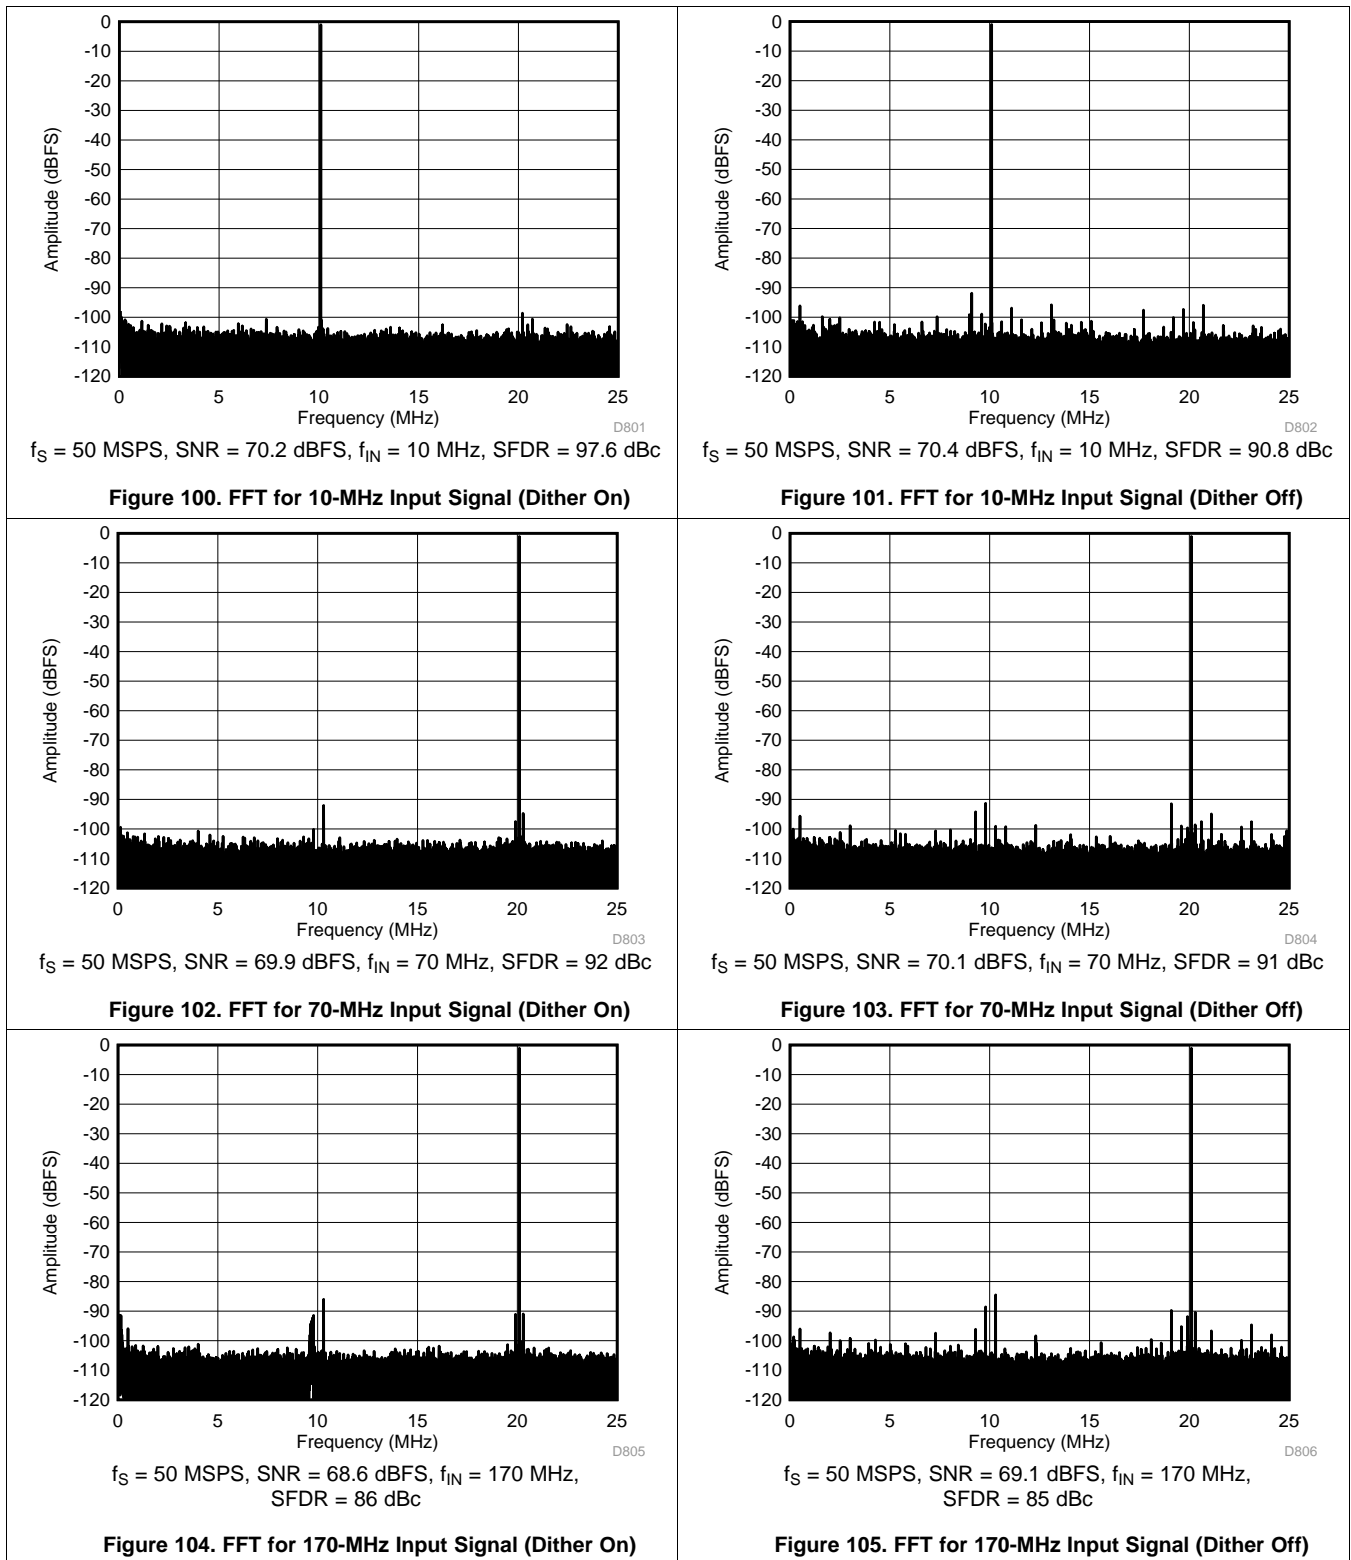 0
-10
-20
-30
-40
-50
-60
-70
-80
-90
-100
-110
-120
Amplitude (dBFS)
0 5 10 15 20 25
Frequency (MHz)
D801
fS = 50 MSPS, SNR = 70.2 dBFS, fIN = 10 MHz, SFDR = 97.6 dBc
Figure 100. FFT for 10-MHz Input Signal (Dither On)
0
-10
-20
-30
-40
-50
-60
-70
-80
-90
-100
-110
-120
Amplitude (dBFS)
0 5 10 15 20 25
Frequency (MHz)
D802
fS = 50 MSPS, SNR = 70.4 dBFS, fIN = 10 MHz, SFDR = 90.8 dBc
Figure 101. FFT for 10-MHz Input Signal (Dither Off)
0
-10
-20
-30
-40
-50
-60
-70
-80
-90
-100
-110
-120
Amplitude (dBFS)
0 5 10 15 20 25
Frequency (MHz)
D803
fS = 50 MSPS, SNR = 69.9 dBFS, fIN = 70 MHz, SFDR = 92 dBc
Figure 102. FFT for 70-MHz Input Signal (Dither On)
0
-10
-20
-30
-40
-50
-60
-70
-80
-90
-100
-110
-120
Amplitude (dBFS)
0 5 10 15 20 25
Frequency (MHz)
D804
fS = 50 MSPS, SNR = 70.1 dBFS, fIN = 70 MHz, SFDR = 91 dBc
Figure 103. FFT for 70-MHz Input Signal (Dither Off)
0
-10
-20
-30
-40
-50
-60
-70
-80
-90
-100
-110
-120
Amplitude (dBFS)
0 5 10 15 20 25
Frequency (MHz)
D805
fS = 50 MSPS, SNR = 68.6 dBFS, fIN = 170 MHz,
SFDR = 86 dBc
Figure 104. FFT for 170-MHz Input Signal (Dither On)
0
-10
-20
-30
-40
-50
-60
-70
-80
-90
-100
-110
-120
Amplitude (dBFS)
0 5 10 15 20 25
Frequency (MHz)
D806
fS = 50 MSPS, SNR = 69.1 dBFS, fIN = 170 MHz,
SFDR = 85 dBc
Figure 105. FFT for 170-MHz Input Signal (Dither Off)